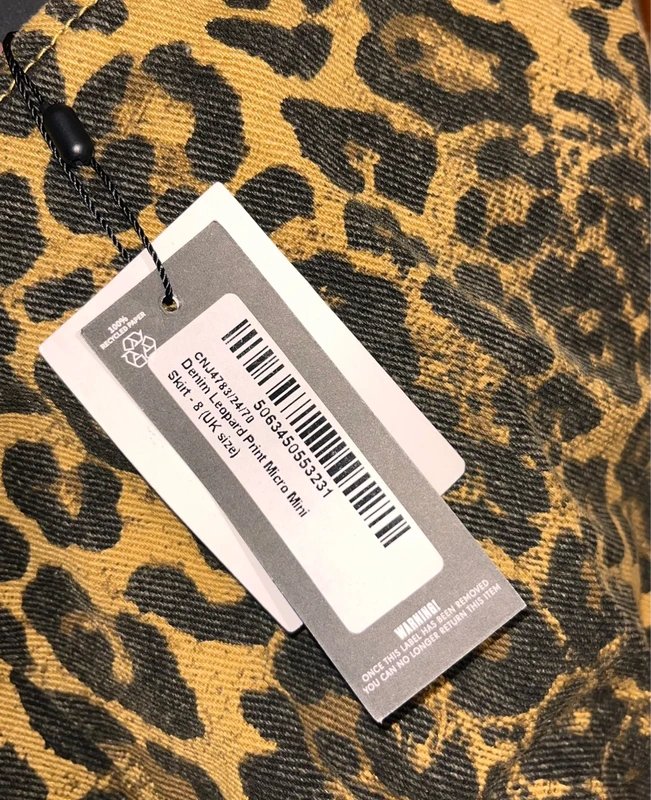 100%
RECYCLED PAPER
5063450553231
CNJ4783/24/70
Denim Leopard Print Micro Mini
Skirt - 8 (UK size)
WARNING!
ONCE THIS LABEL HAS BEEN REMOVED
YOU CAN NO LONGER RETURN THIS ITEM